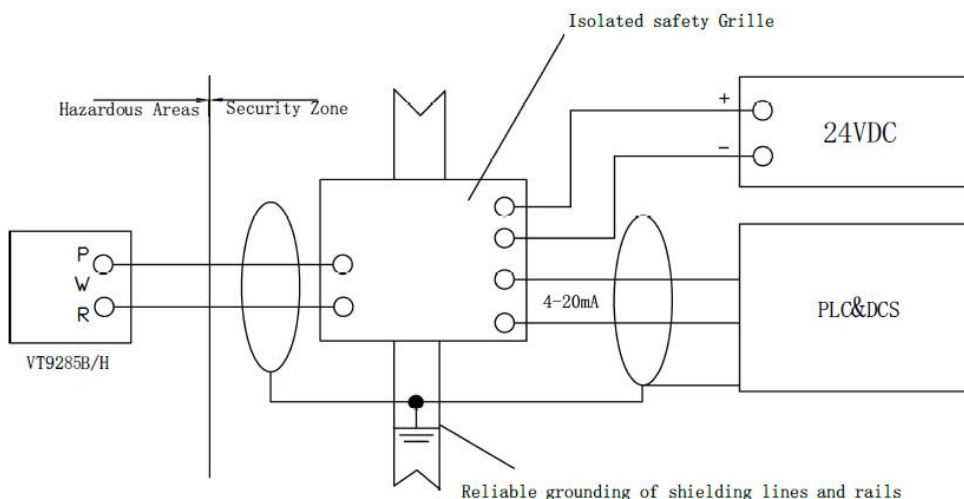 Isolated safety Grille
Hazardous Areas
Security Zone
+
24VDC
-
P
W
R
4-20mA
PLC&DCS
VT9285B/H
Reliable grounding of shielding lines and rails